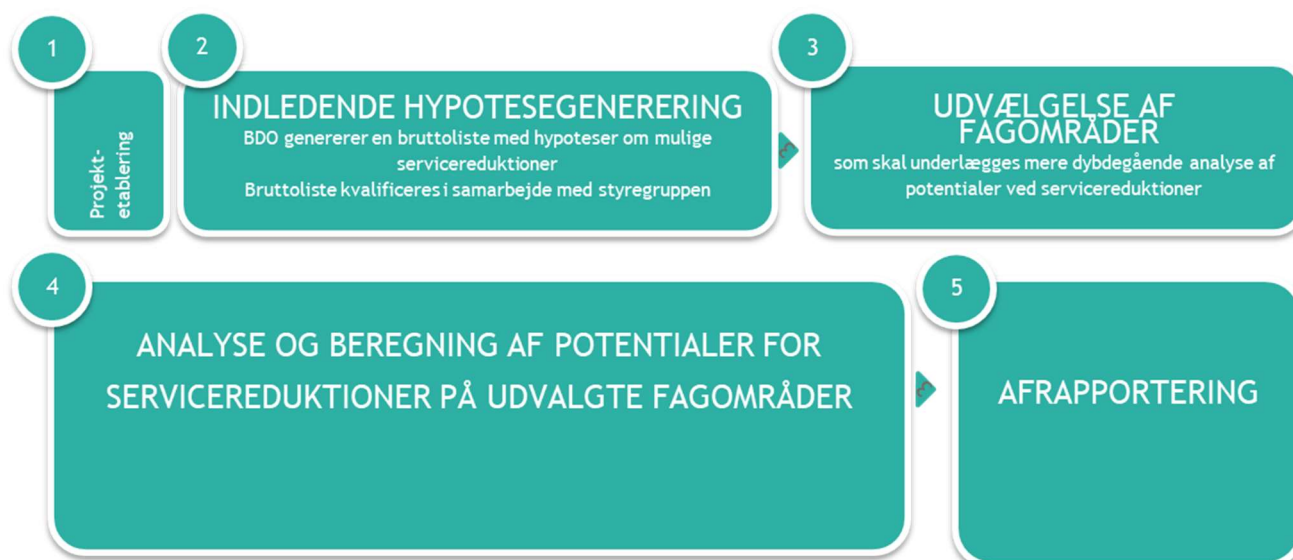 1
Projekt-
etablering
2
INDLEDENDE HYPOTESEGENERERING
BDO genererer en bruttoliste med hypoteser om mulige
servicereduktioner
Bruttoliste kvalificeres i samarbejde med styregruppen
3
UDVÆLGELSE AF
FAGOMRÅDER
som skal underlægges mere dybdegående analyse af
potentialer ved servicereduktioner
4
ANALYSE OG BEREGNING AF POTENTIALER FOR
SERVICEREDUKTIONER PÅ UDVALGTE FAGOMRÅDER
5
AFRAPPORTERING